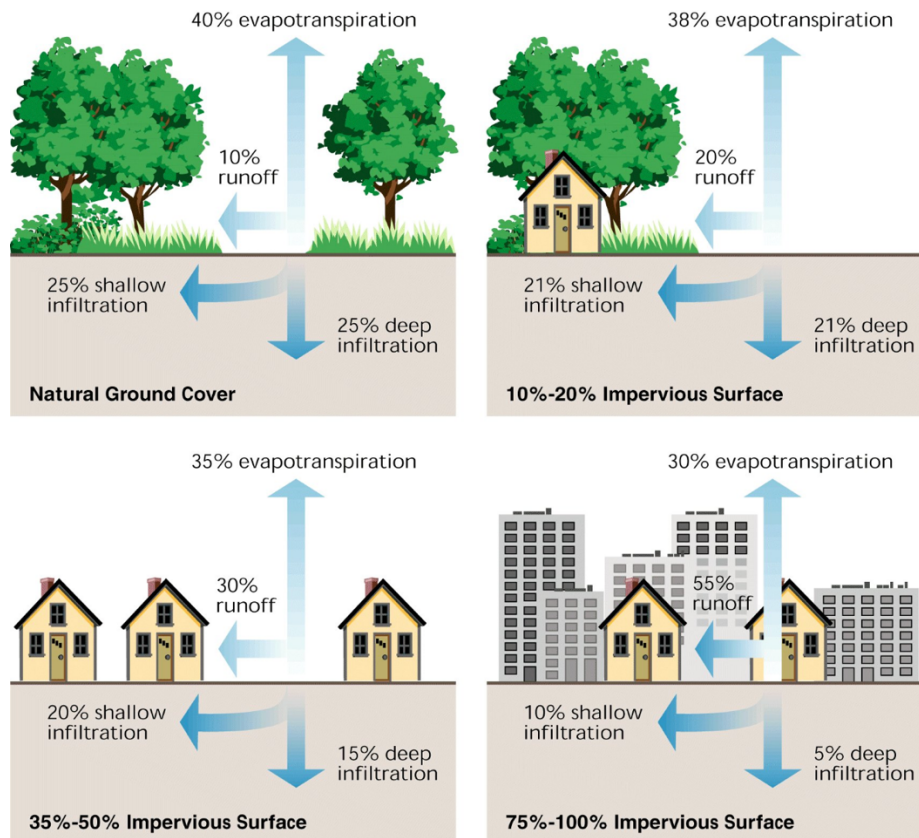 40% evapotranspiration
10%
runoff
25% shallow
infiltration
25% deep
infiltration
Natural Ground Cover
38% evapotranspiration
20%
runoff
21% shallow
infiltration
21% deep
infiltration
10%-20% Impervious Surface
35% evapotranspiration
30%
runoff
20% shallow
infiltration
15% deep
infiltration
35%-50% Impervious Surface
30% evapotranspiration
55%
runoff
10% shallow
infiltration
5% deep
infiltration
75%-100% Impervious Surface